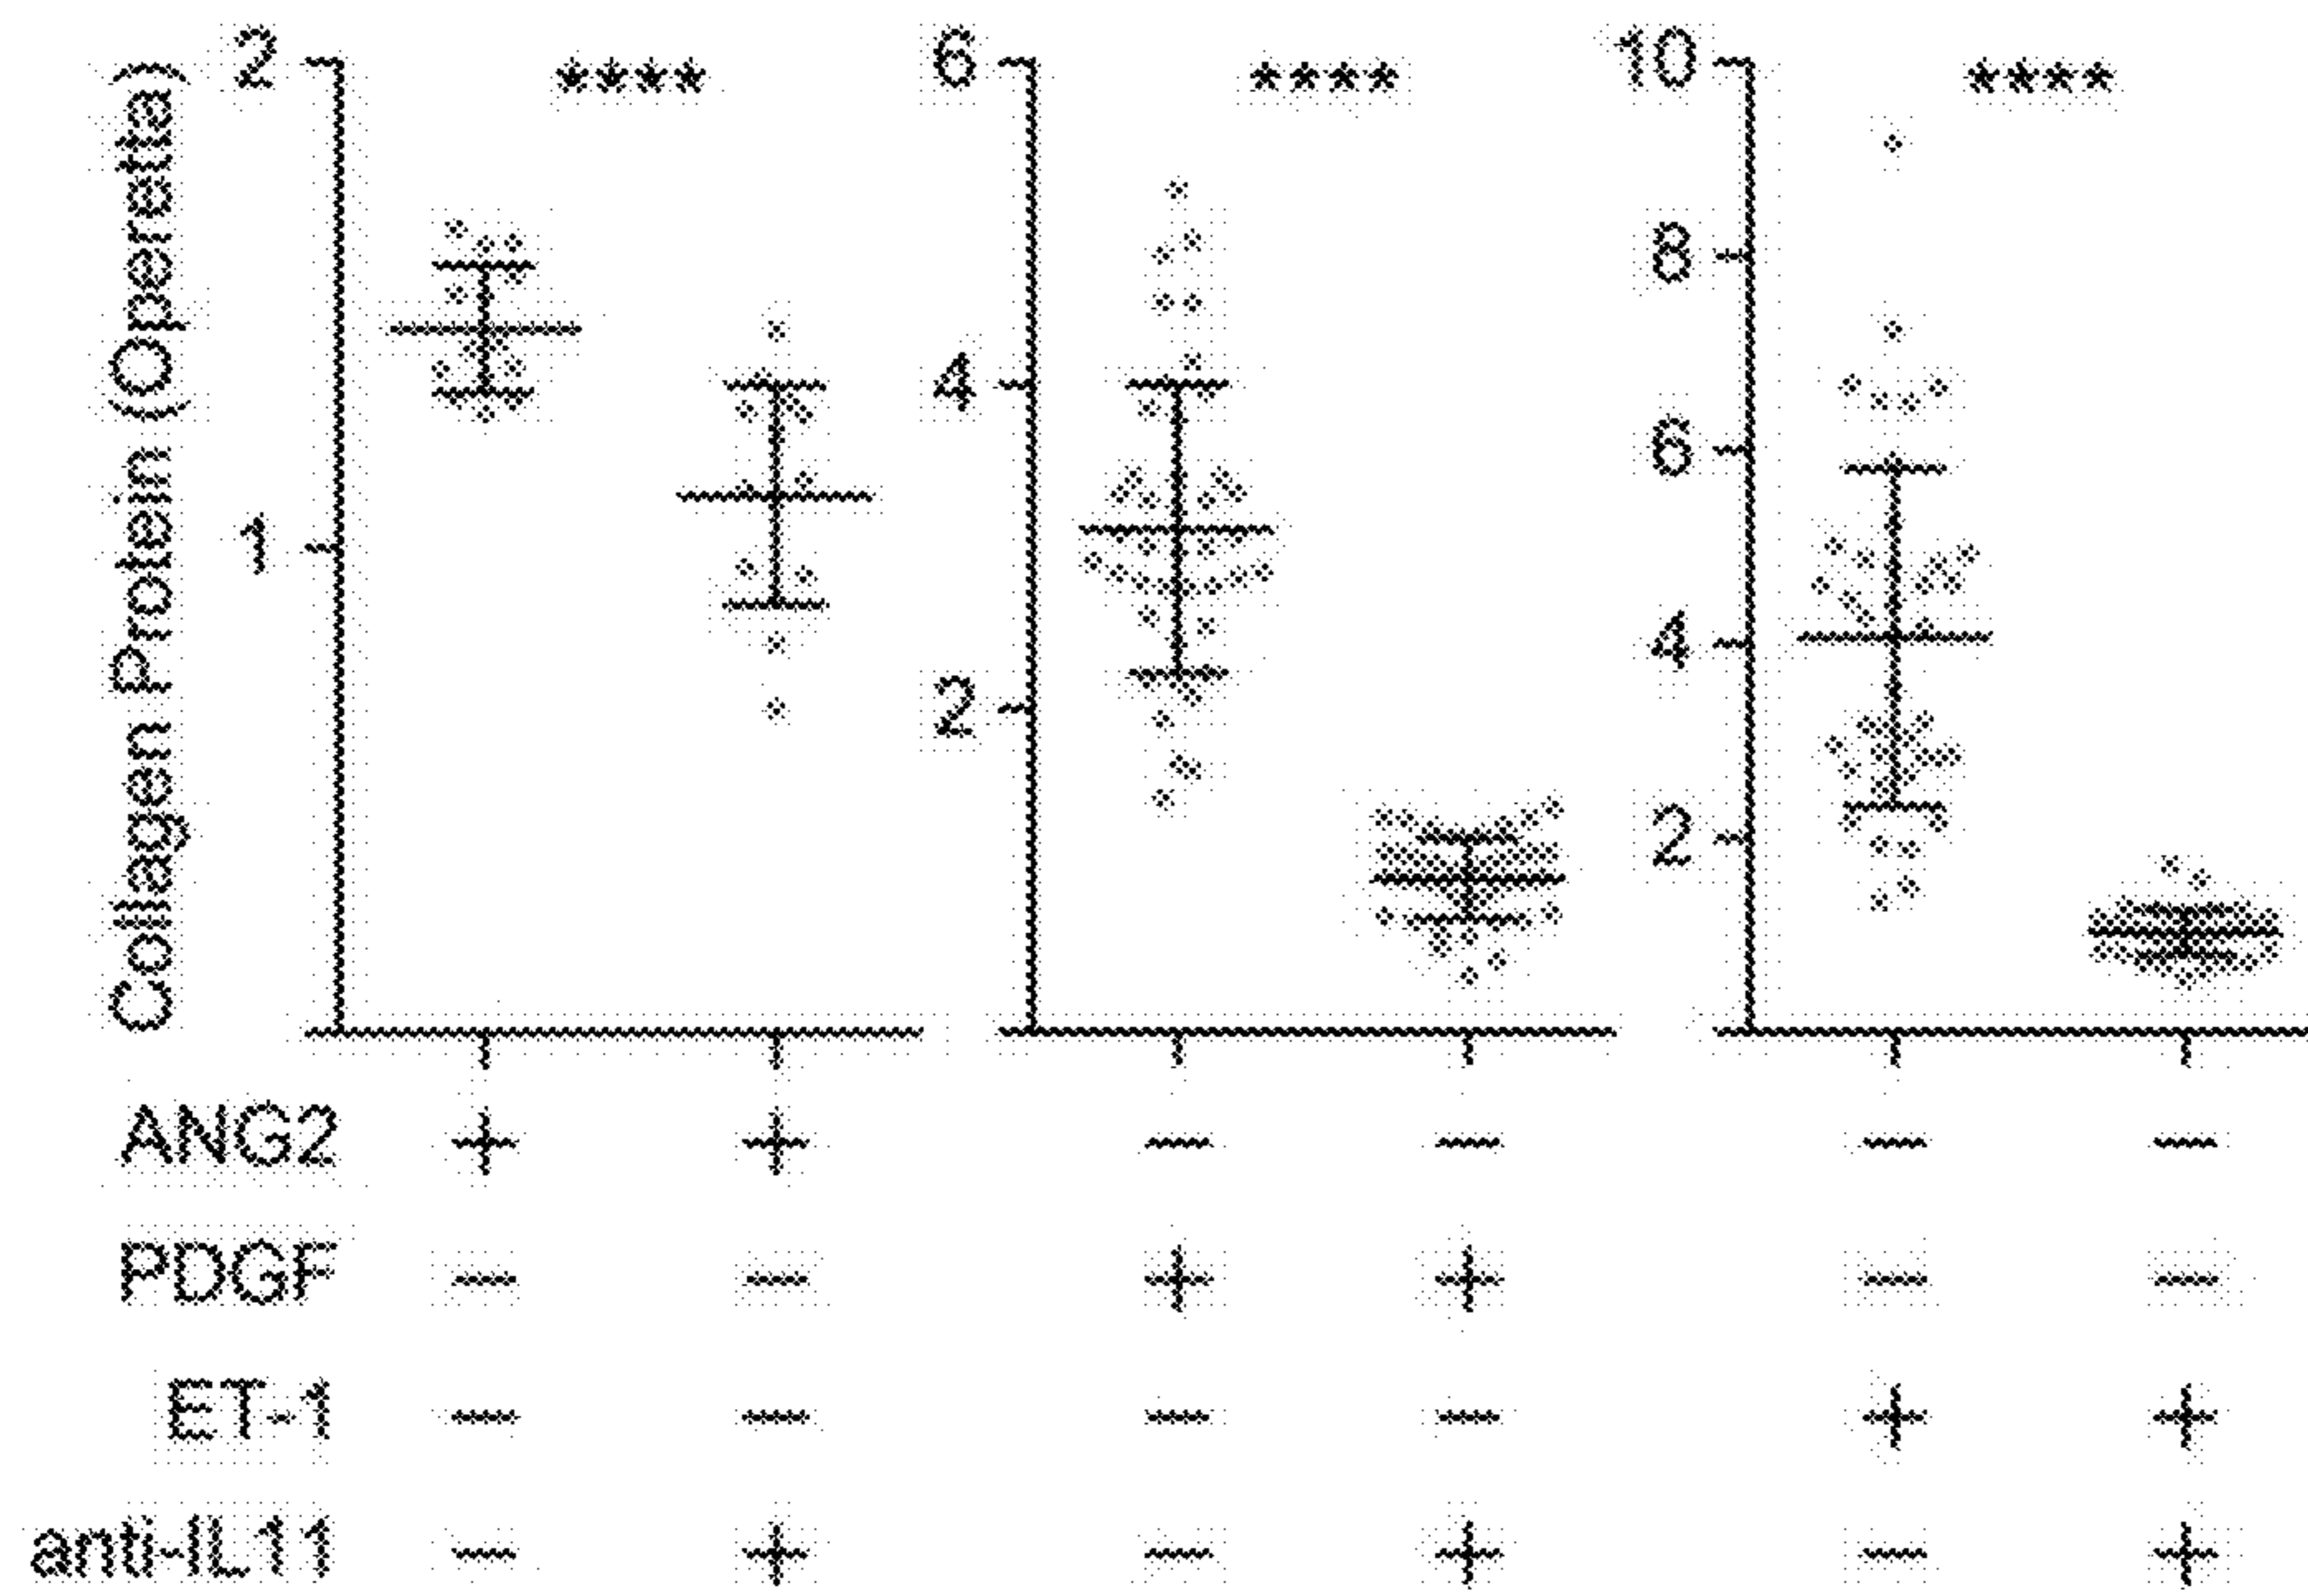 Collagen Protein (Operetta)
2
1
****
6
4
2
****
10
8
6
4
2
****
ANG2 + + − − − −
PDGF − − + + − −
ET-1 − − − − + +
anti-IL11 − + − + − +